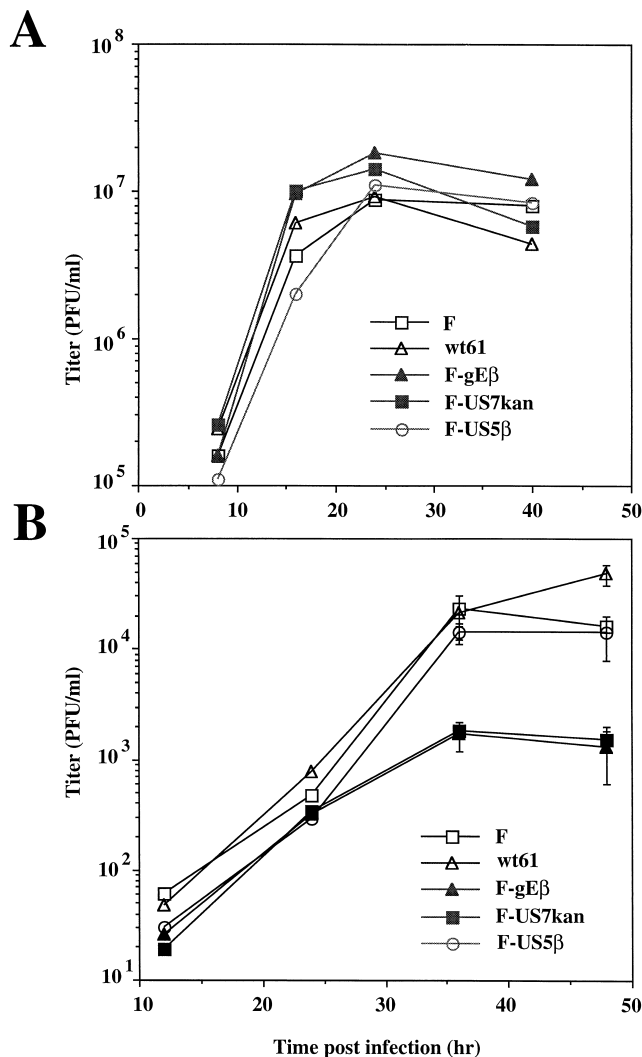 A
10^8
10^7
10^6
10^5
Titer (PFU/ml)
F
wt61
F-gEβ
F-US7kan
F-US5β
0 10 20 30 40 50
B
10^5
10^4
10^3
10^2
10^1
Titer (PFU/ml)
F
wt61
F-gEβ
F-US7kan
F-US5β
10 20 30 40 50
Time post infection (hr)